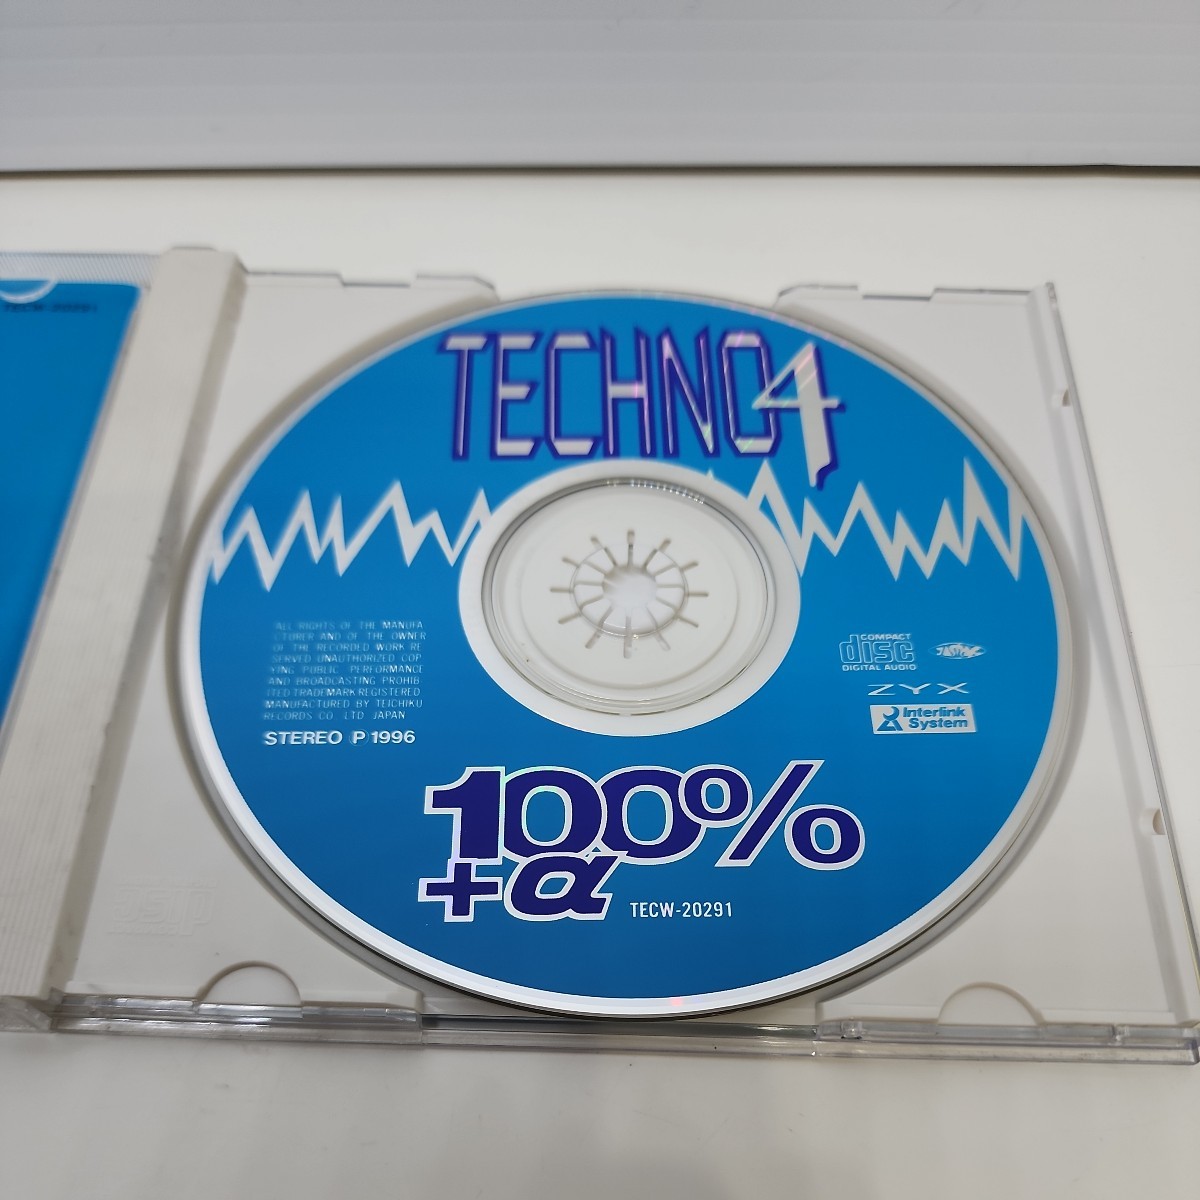 TECW-20291
TECHNO4
ALL RIGHTS OF THE MANUFA
CTURER AND OF THE OWNER
OF THE RECORDED WORK RE
SERVED UNAUTHORIZED COP
YING PUBLIC PERFORMANCE
AND BROADCASTING PROHIB
ITED TRADEMARK REGISTERED
MANUFACTURED BY TEICHIKU
RECORDS CO. LTD JAPAN
STEREO Ⓟ 1996
COMPACT
disc
DIGITAL AUDIO
JASRAC
ZYX
Interlink
System
100%
+α
TECW-20291